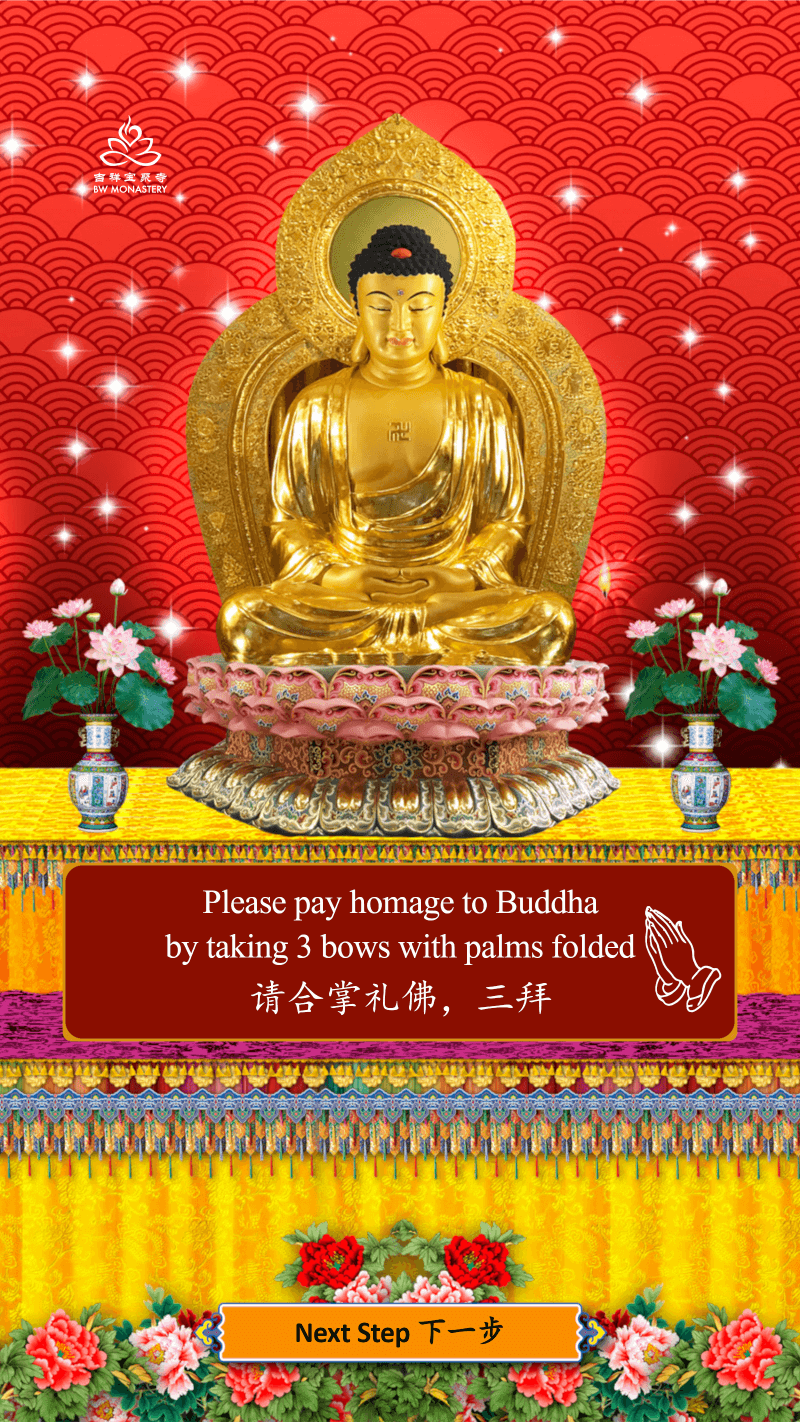 吉祥宝聚寺
BW MONASTERY
卍
Please pay homage to Buddha
by taking 3 bows with palms folded
请合掌礼佛，三拜
Next Step 下一步